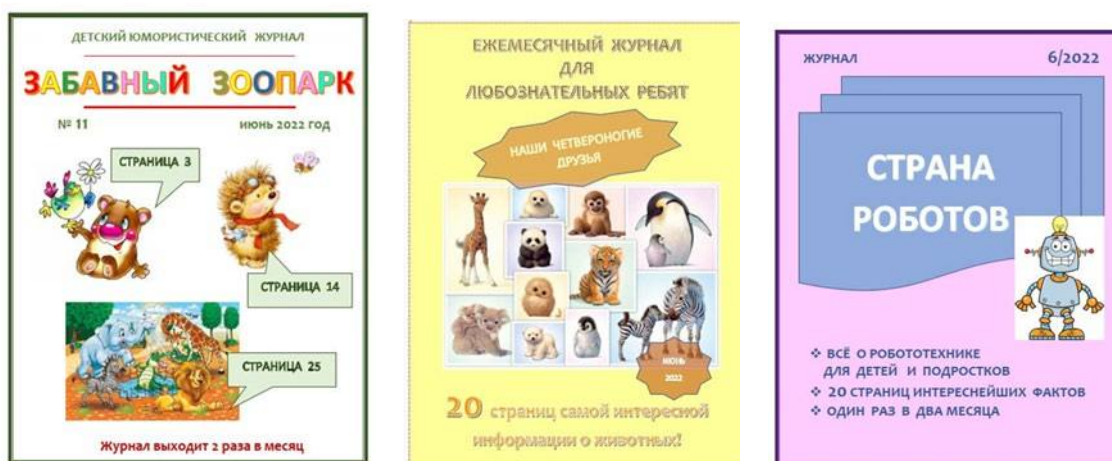 ДЕТСКИЙ ЮМОРИСТИЧЕСКИЙ ЖУРНАЛ
ЗАБАВНЫЙ ЗООПАРК
№ 11 ИЮНЬ 2022 ГОД
СТРАНИЦА 3
СТРАНИЦА 14
СТРАНИЦА 25
Журнал выходит 2 раза в месяц
ЕЖЕМЕСЯЧНЫЙ ЖУРНАЛ
ДЛЯ
ЛЮБОЗНАТЕЛЬНЫХ РЕБЯТ
НАШИ ЧЕТВЕРОНОГИЕ
ДРУЗЬЯ
ИЮНЬ
2022
20 страниц самой интересной
информации о животных!
ЖУРНАЛ 6/2022
СТРАНА
РОБОТОВ
❖ ВСЁ О РОБОТОТЕХНИКЕ
ДЛЯ ДЕТЕЙ И ПОДРОСТКОВ
❖ 20 СТРАНИЦ ИНТЕРЕСНЕЙШИХ ФАКТОВ
❖ ОДИН РАЗ В ДВА МЕСЯЦА